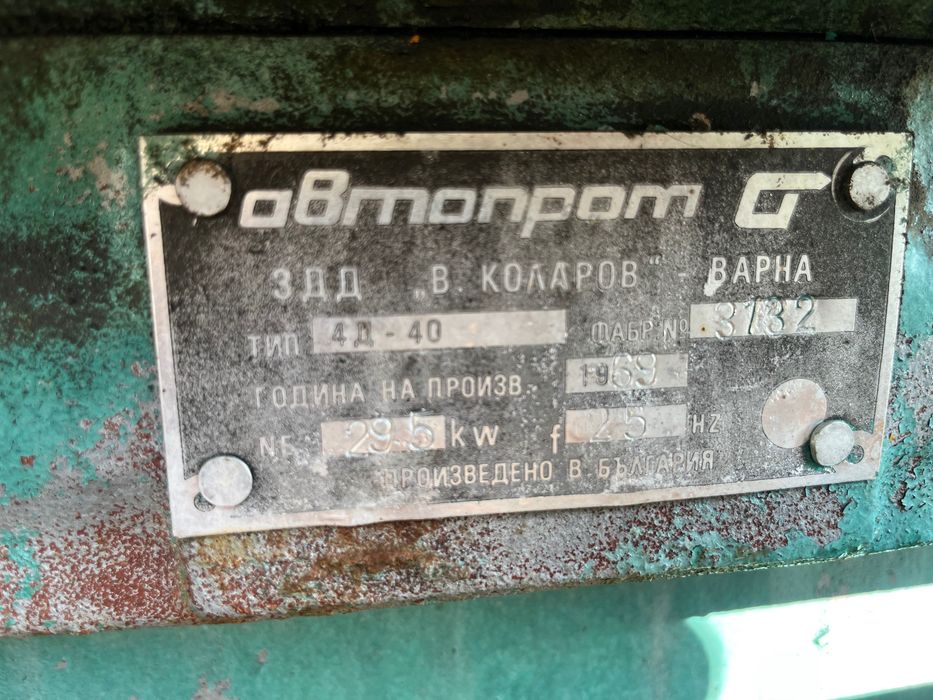 автопром
ЗДД „В. КОЛАРОВ" - ВАРНА
ТИП 4Д-40 ФАБР.№ 3132
ГОДИНА НА ПРОИЗВ. 1969
NF. 29.5 kW f 25 HZ
ПРОИЗВЕДЕНО В БЪЛГАРИЯ